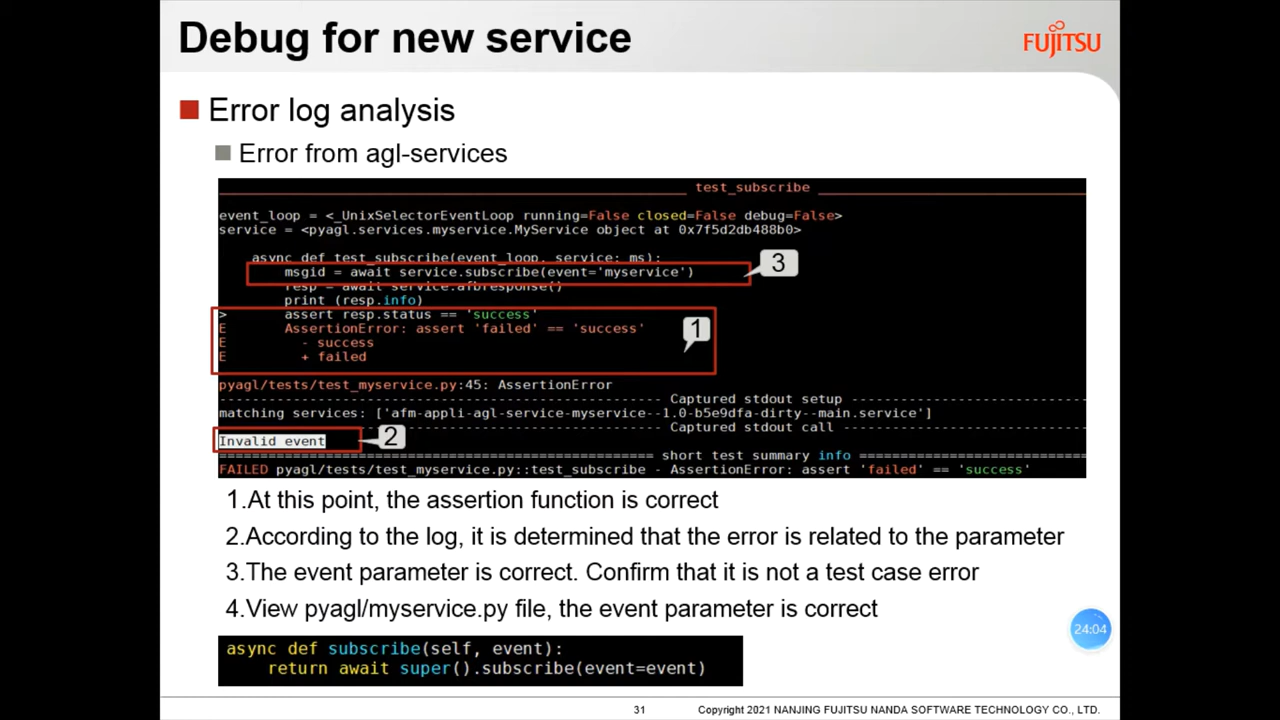 Debug for new service
FUJITSU
Error log analysis
Error from agl-services
test_subscribe
event_loop = <_UnixSelectorEventLoop running=False closed=False debug=False>
service = <pyagl.services.myservice.MyService object at 0x7f5d2db488b0>
async def test_subscribe(event_loop, service: ms):
msgid = await service.subscribe(event='myservice')
3
resp = await service.afbresponse()
print (resp.info)
> assert resp.status == 'success'
E AssertionError: assert 'failed' == 'success'
1
E - success
E + failed
pyagl/tests/test_myservice.py:45: AssertionError
---------- Captured stdout setup ----------
matching services: ['afm-appli-agl-service-myservice--1.0-b5e9dfa-dirty--main.service']
---------- Captured stdout call ----------
Invalid event
2
========== short test summary info ==========
FAILED pyagl/tests/test_myservice.py::test_subscribe - AssertionError: assert 'failed' == 'success'
1.At this point, the assertion function is correct
2.According to the log, it is determined that the error is related to the parameter
3.The event parameter is correct. Confirm that it is not a test case error
4.View pyagl/myservice.py file, the event parameter is correct
24:04
async def subscribe(self, event):
return await super().subscribe(event=event)
31
Copyright 2021 NANJING FUJITSU NANDA SOFTWARE TECHNOLOGY CO., LTD.